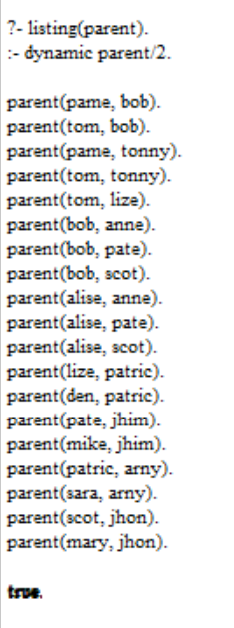 ?- listing(parent).
:- dynamic parent/2.
parent(pame, bob).
parent(tom, bob).
parent(pame, tonny).
parent(tom, tonny).
parent(tom, lize).
parent(bob, anne).
parent(bob, pate).
parent(bob, scot).
parent(alise, anne).
parent(alise, pate).
parent(alise, scot).
parent(lize, patric).
parent(den, patric).
parent(pate, jhim).
parent(mike, jhim).
parent(patric, arny).
parent(sara, arny).
parent(scot, jhon).
parent(mary, jhon).
true.